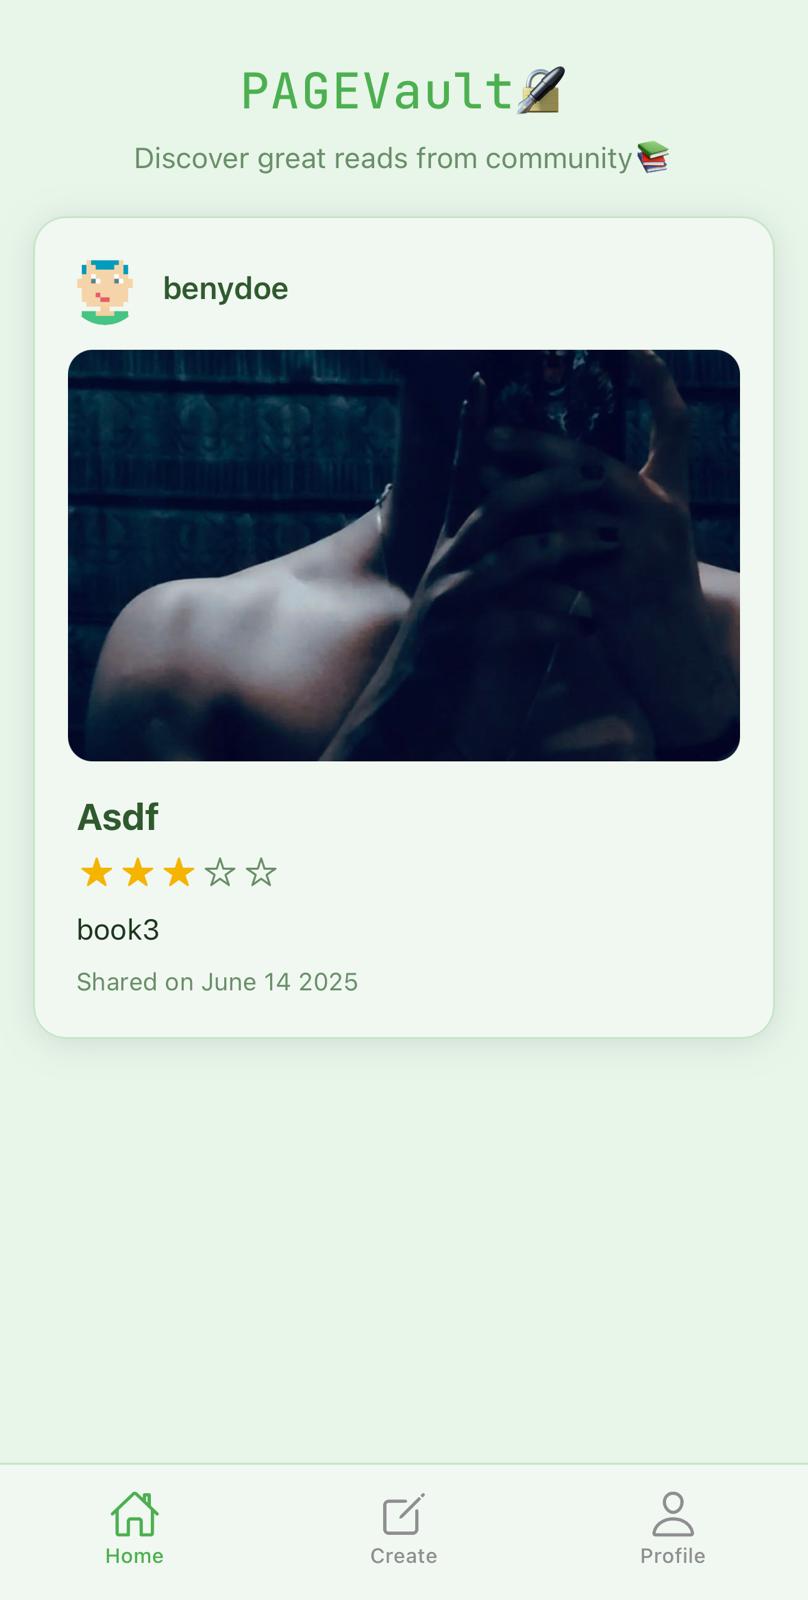 PAGEVault🔏
Discover great reads from community📚
benydoe
Asdf
book3
Shared on June 14 2025
Home
Create
Profile